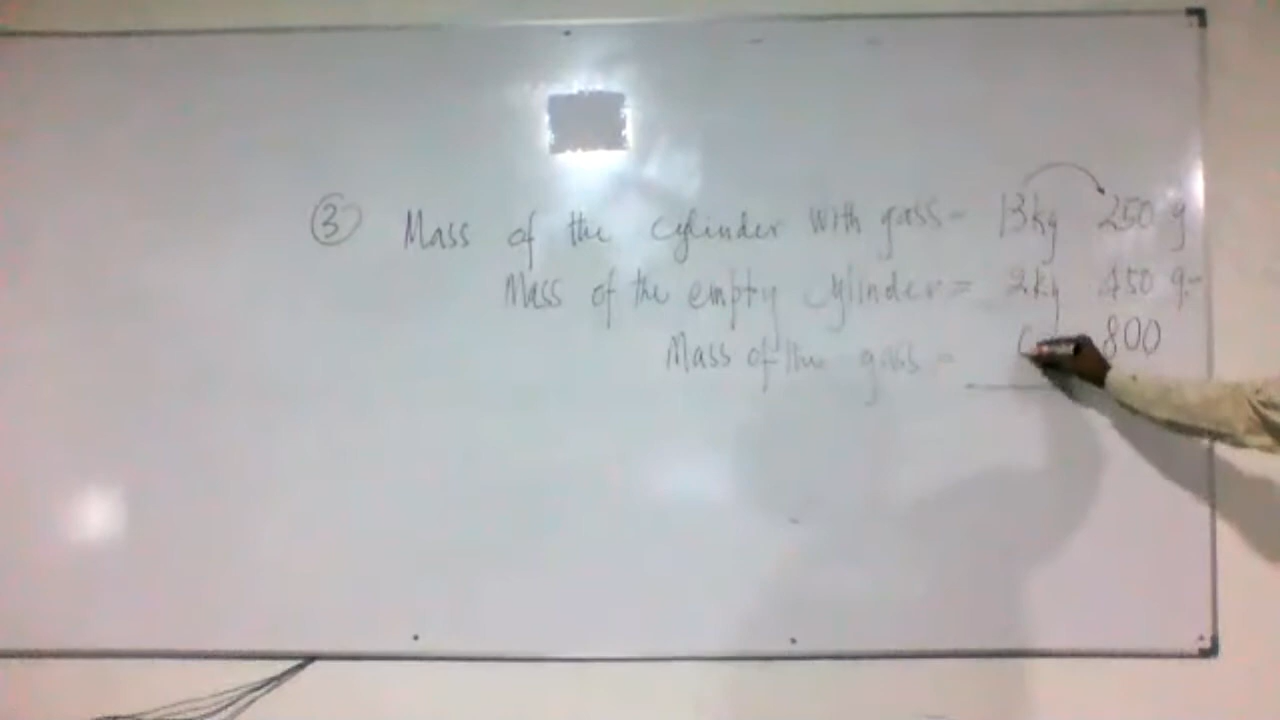 ③ Mass of the cylinder with gass = 13kg 250 g
Mass of the empty cylinder = 2kg 450 g -
Mass of the gass = 800